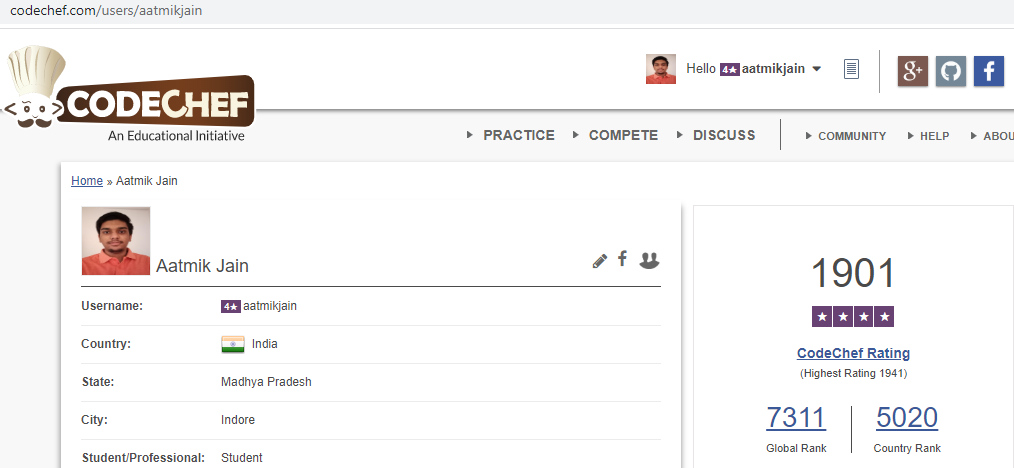 codechef.com/users/aatmikjain
Hello 4★ aatmikjain
g+ f
CODECHEF
An Educational Initiative
PRACTICE COMPETE DISCUSS COMMUNITY HELP ABOU
Home » Aatmik Jain
Aatmik Jain
Username: 4★ aatmikjain
Country: India
State: Madhya Pradesh
City: Indore
Student/Professional: Student
1901
★ ★ ★ ★
CodeChef Rating
(Highest Rating 1941)
7311 5020
Global Rank Country Rank